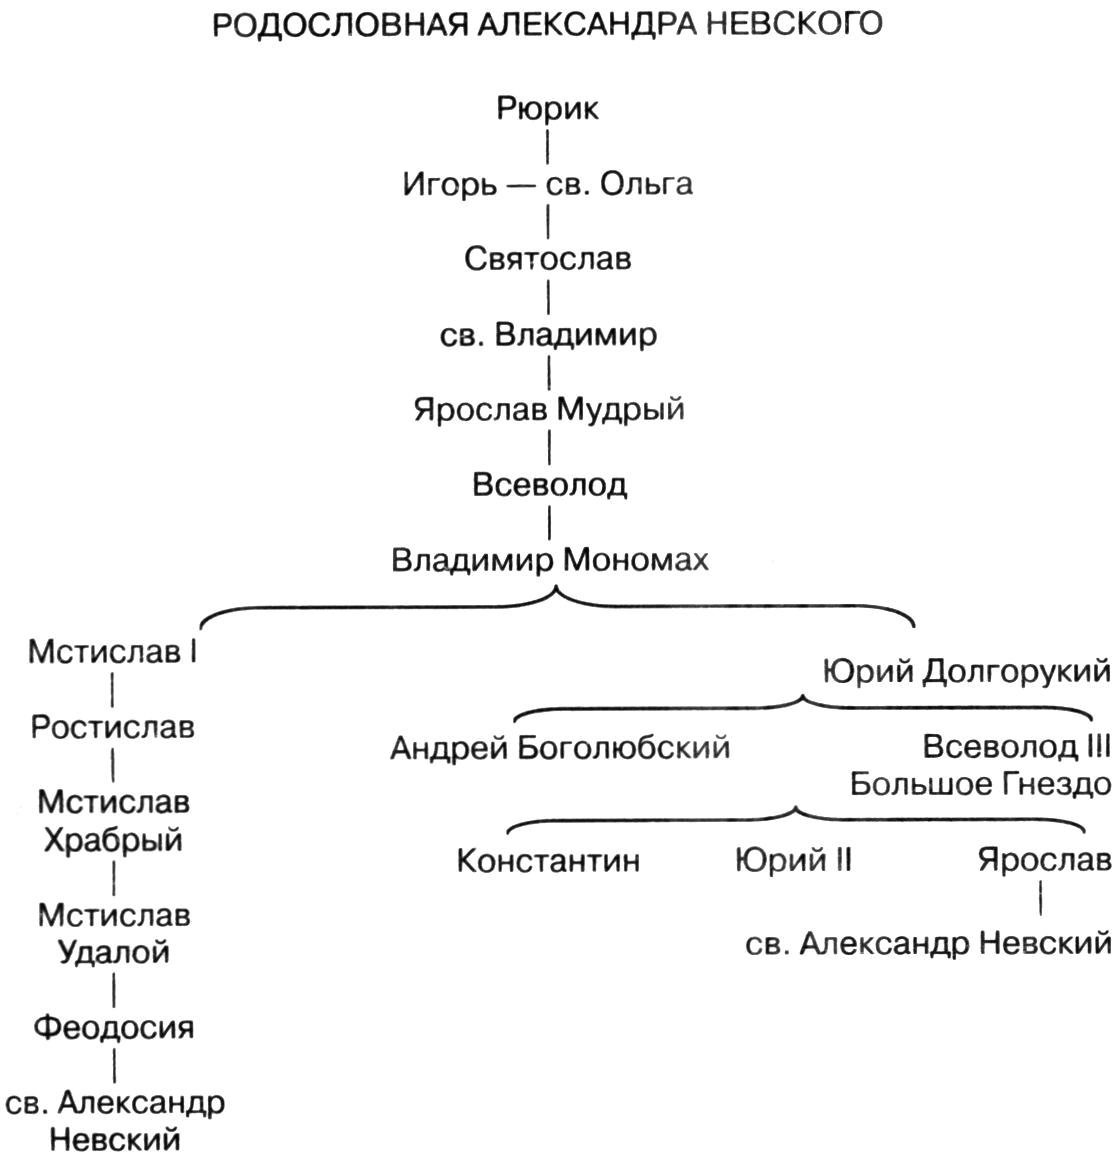 РОДОСЛОВНАЯ АЛЕКСАНДРА НЕВСКОГО
Рюрик
Игорь — св. Ольга
Святослав
св. Владимир
Ярослав Мудрый
Всеволод
Владимир Мономах
Мстислав I
Ростислав
Мстислав
Храбрый
Мстислав
Удалой
Феодосия
св. Александр
Невский
Юрий Долгорукий
Андрей Боголюбский
Всеволод III
Большое Гнездо
Константин
Юрий II
Ярослав
св. Александр Невский